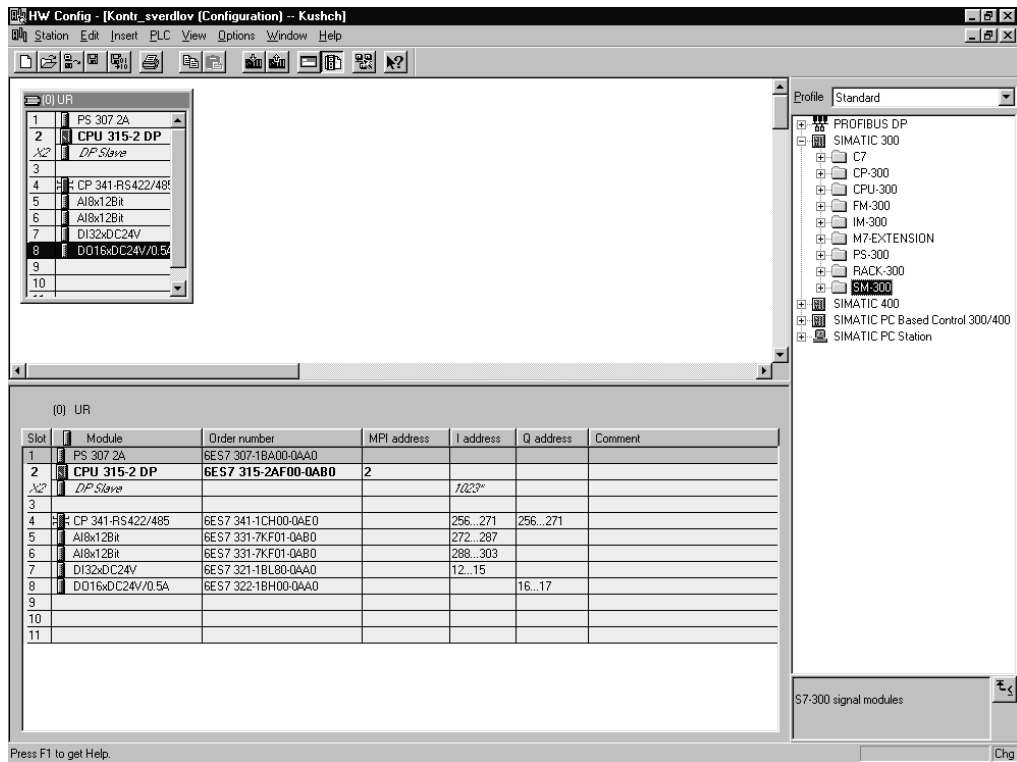 HW Config - [Kontr_sverdlov (Configuration) -- Kushch]
Station Edit Insert PLC View Options Window Help
(0) UR
1 PS 307 2A
2 CPU 315-2 DP
X2 DP Slave
3
4 CP 341-RS422/485
5 AI8x12Bit
6 AI8x12Bit
7 DI32xDC24V
8 DO16xDC24V/0.5A
9
10
11
Profile Standard
PROFIBUS DP
SIMATIC 300
C7
CP-300
CPU-300
FM-300
IM-300
M7-EXTENSION
PS-300
RACK-300
SM-300
SIMATIC 400
SIMATIC PC Based Control 300/400
SIMATIC PC Station
(0) UR
Slot Module Order number MPI address I address Q address Comment
1 PS 307 2A 6ES7 307-1BA00-0AA0
2 CPU 315-2 DP 6ES7 315-2AF00-0AB0 2
X2 DP Slave 1023*
3
4 CP 341-RS422/485 6ES7 341-1CH00-0AE0 256...271 256...271
5 AI8x12Bit 6ES7 331-7KF01-0AB0 272...287
6 AI8x12Bit 6ES7 331-7KF01-0AB0 288...303
7 DI32xDC24V 6ES7 321-1BL80-0AA0 12...15
8 DO16xDC24V/0.5A 6ES7 322-1BH00-0AA0 16...17
9
10
11
S7-300 signal modules
Press F1 to get Help.
Chg